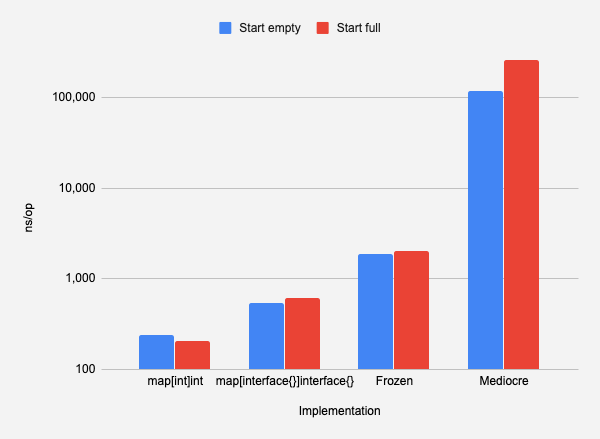 Start empty
Start full
100,000
10,000
1,000
100
ns/op
map[int]int
map[interface{}]interface{}
Frozen
Mediocre
Implementation